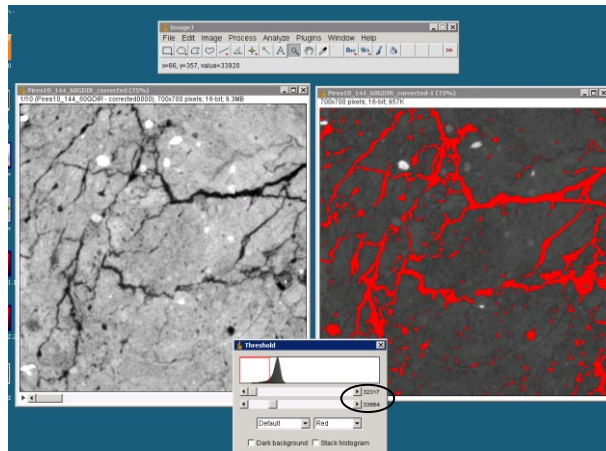 ImageJ
File Edit Image Process Analyze Plugins Window Help
x=66, y=357, value=33920
Pires10_144_60GDIR_corrected (75%)
1/10 (Pires10_144_60GDIR - corrected0000); 700x700 pixels; 16-bit; 9.3MB
Pires10_144_60GDIR_corrected-1 (75%)
700x700 pixels; 16-bit; 957K
Threshold
32317
Default Red
Dark background Stack histogram